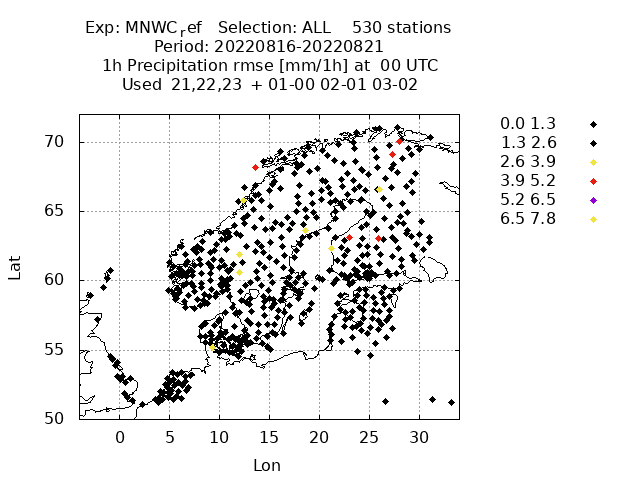 Exp: MNWC_ref   Selection: ALL    530 stations
Period: 20220816-20220821
1h Precipitation rmse [mm/1h] at  00 UTC
Used  21,22,23  + 01-00 02-01 03-02
0.0 1.3
1.3 2.6
2.6 3.9
3.9 5.2
5.2 6.5
6.5 7.8
Lat
70
65
60
55
50
0 5 10 15 20 25 30
Lon